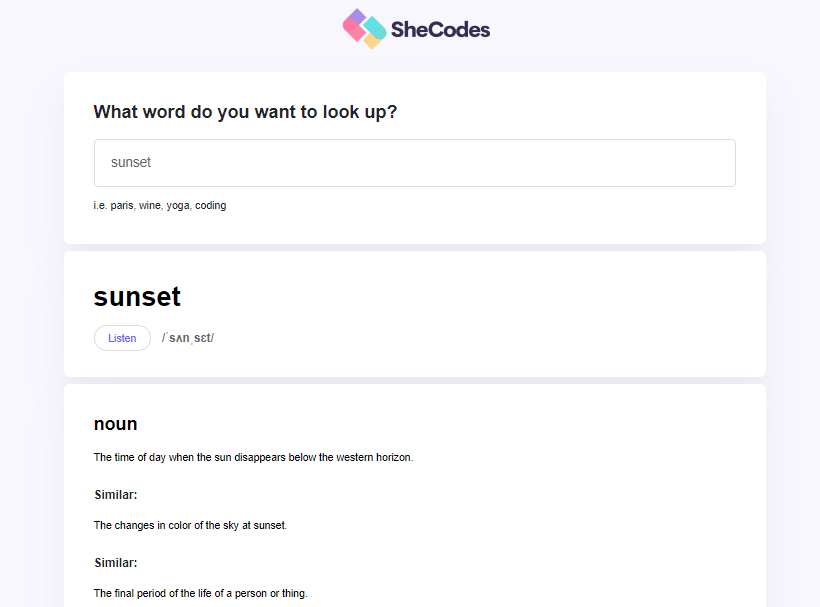 SheCodes
What word do you want to look up?
sunset
i.e. paris, wine, yoga, coding
sunset
Listen
/ˈsʌnˌsɛt/
noun
The time of day when the sun disappears below the western horizon.
Similar:
The changes in color of the sky at sunset.
Similar:
The final period of the life of a person or thing.